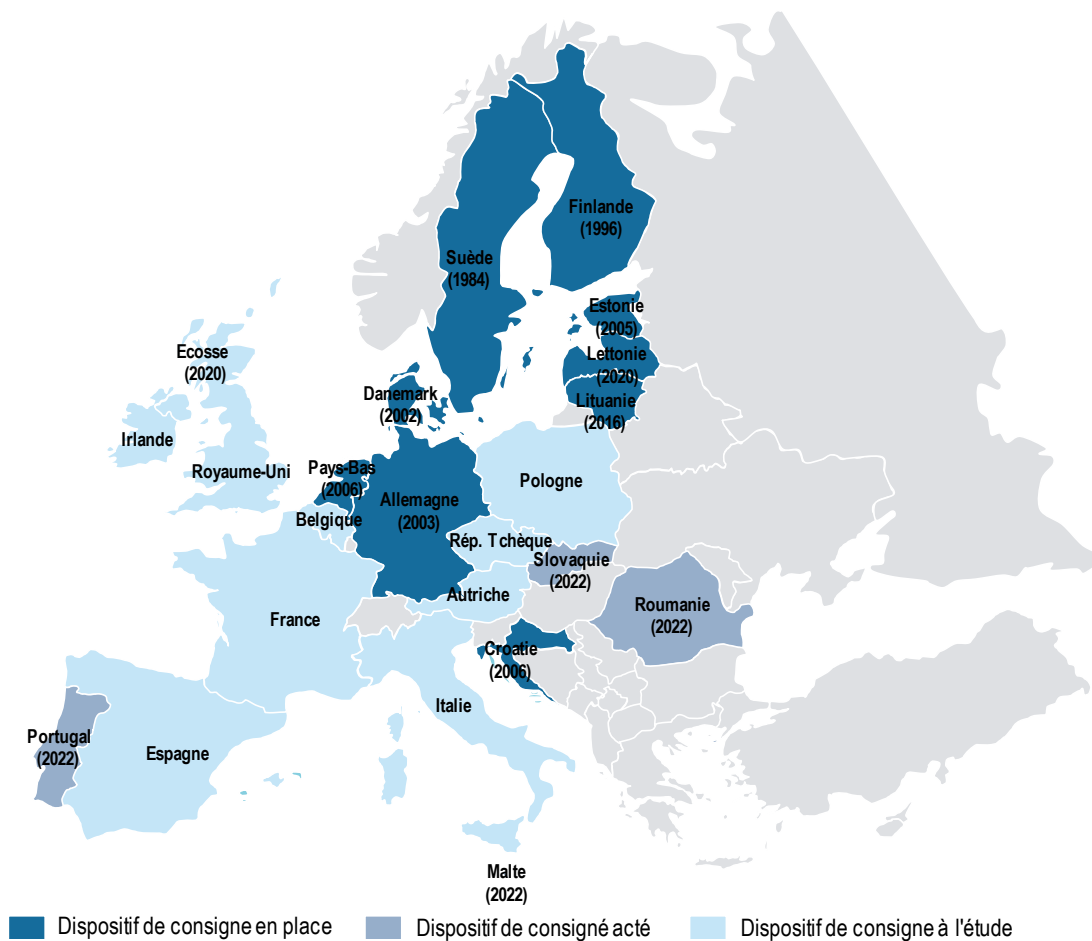 Finlande
(1996)
Suède
(1984)
Estonie
(2005)
Ecosse
(2020)
Lettonie
(2020)
Danemark
(2002)
Lituanie
(2016)
Irlande
Royaume-Uni
Pays-Bas
(2006)
Allemagne
(2003)
Pologne
Belgique
Rép. Tchèque
Slovaquie
(2022)
Autriche
Roumanie
(2022)
France
Croatie
(2006)
Italie
Portugal
(2022)
Espagne
Malte
(2022)
Dispositif de consigne en place
Dispositif de consigné acté
Dispositif de consigne à l'étude